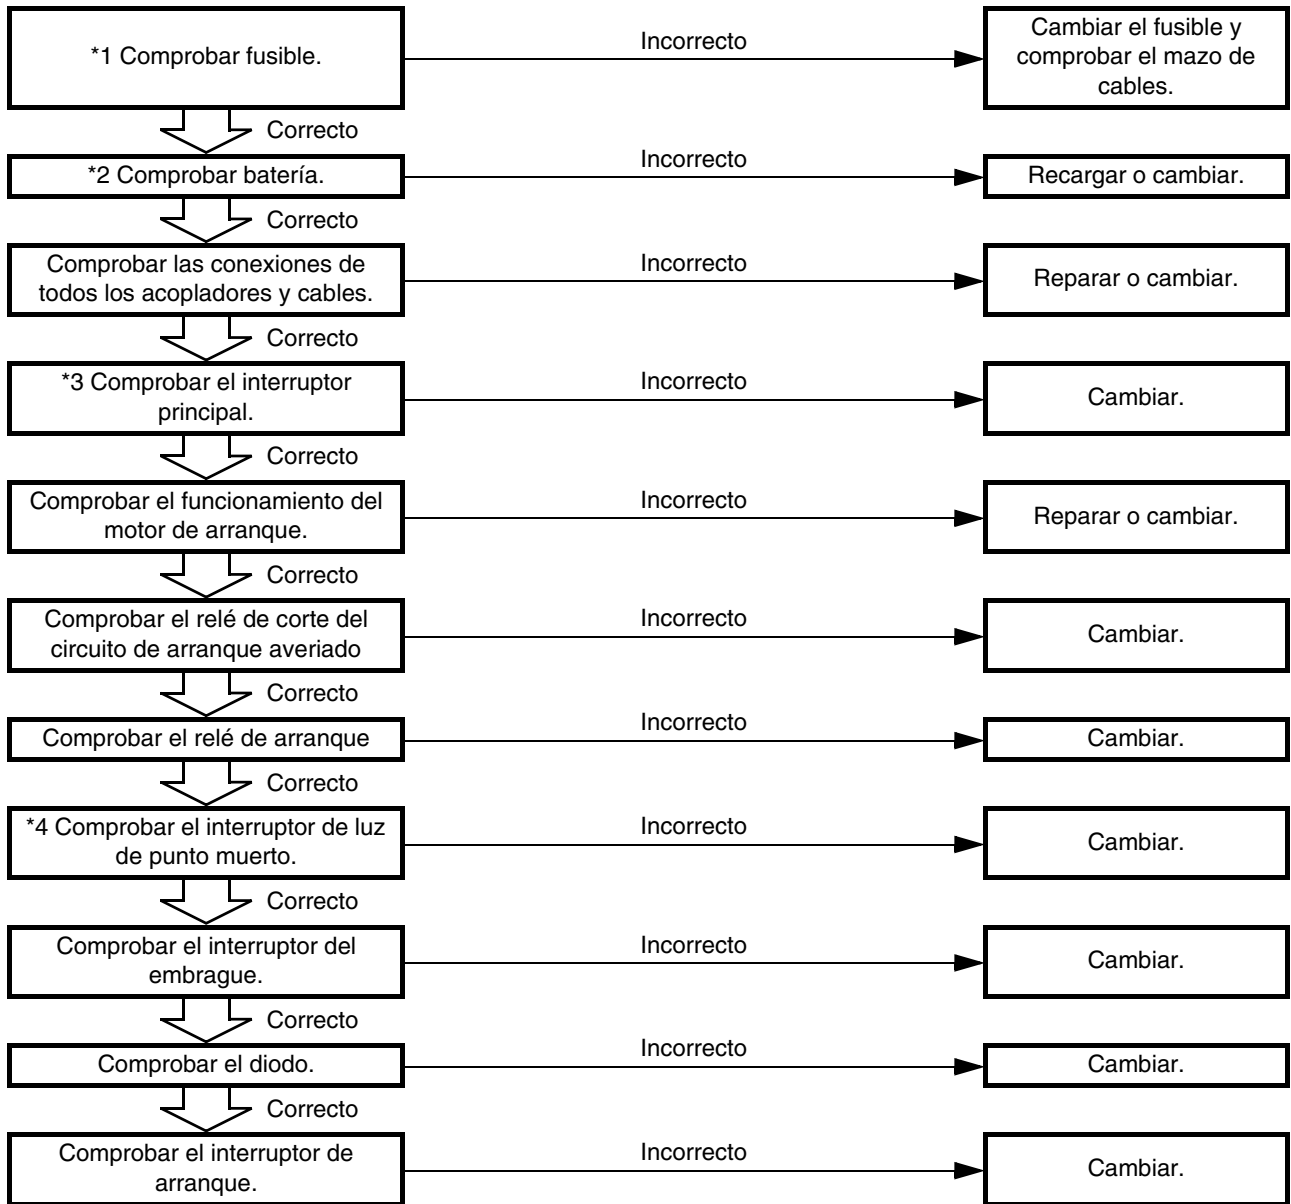 *1 Comprobar fusible.
Incorrecto
Cambiar el fusible y
comprobar el mazo de
cables.
Correcto
*2 Comprobar batería.
Incorrecto
Recargar o cambiar.
Correcto
Comprobar las conexiones de
todos los acopladores y cables.
Incorrecto
Reparar o cambiar.
Correcto
*3 Comprobar el interruptor
principal.
Incorrecto
Cambiar.
Correcto
Comprobar el funcionamiento del
motor de arranque.
Incorrecto
Reparar o cambiar.
Correcto
Comprobar el relé de corte del
circuito de arranque averiado
Incorrecto
Cambiar.
Correcto
Comprobar el relé de arranque
Incorrecto
Cambiar.
Correcto
*4 Comprobar el interruptor de luz
de punto muerto.
Incorrecto
Cambiar.
Correcto
Comprobar el interruptor del
embrague.
Incorrecto
Cambiar.
Correcto
Comprobar el diodo.
Incorrecto
Cambiar.
Correcto
Comprobar el interruptor de
arranque.
Incorrecto
Cambiar.